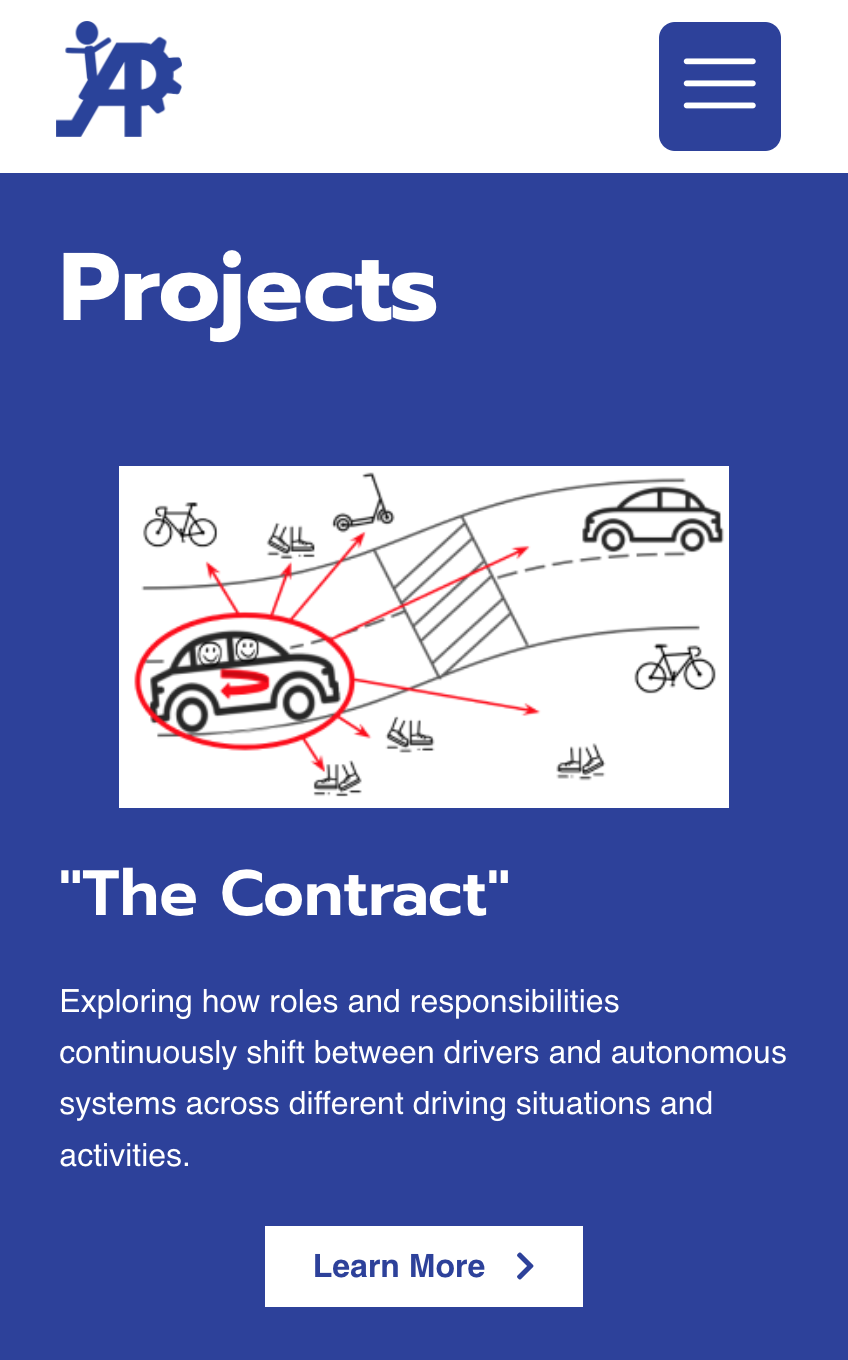 AP
Projects
"The Contract"
Exploring how roles and responsibilities
continuously shift between drivers and autonomous
systems across different driving situations and
activities.
Learn More